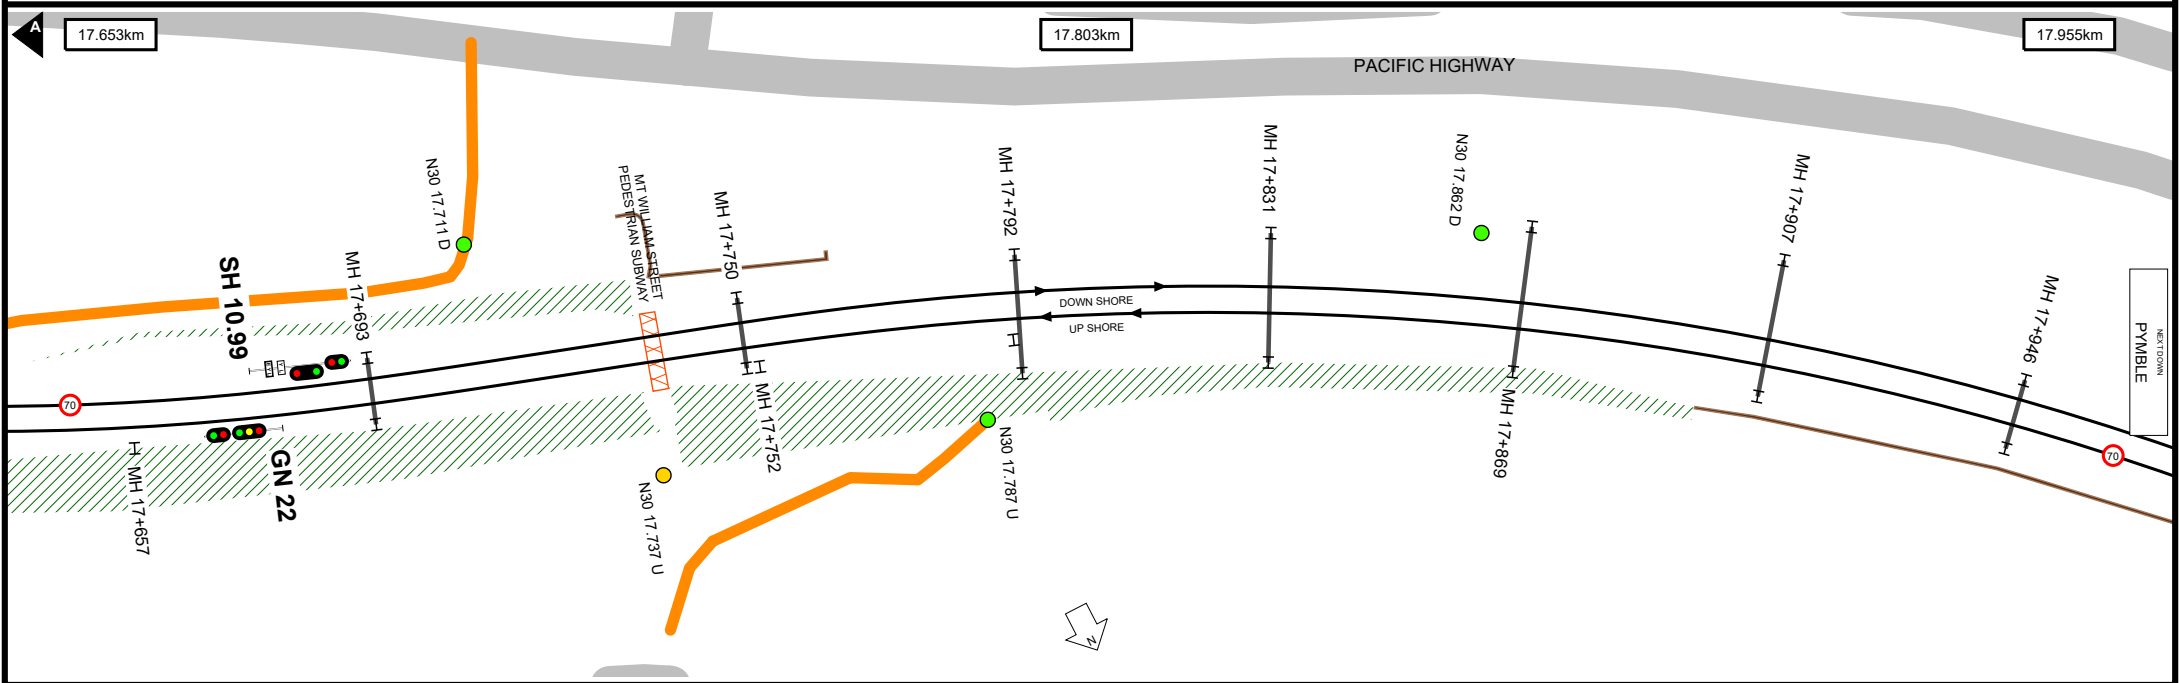 A
17.653km
17.803km
17.955km
PACIFIC HIGHWAY
N30 17.711 D
MT WILLIAM STREET
PEDESTRIAN SUBWAY
MH 17+750
MH 17+792
MH 17+831
N30 17.862 D
MH 17+907
SH 10.99
MH 17+693
DOWN SHORE
UP SHORE
MH 17+946
NEXT DOWN
PYMBLE
70
70
GN 22
MH 17+657
N30 17.737 U
MH 17+752
N30 17.787 U
MH 17+869
N